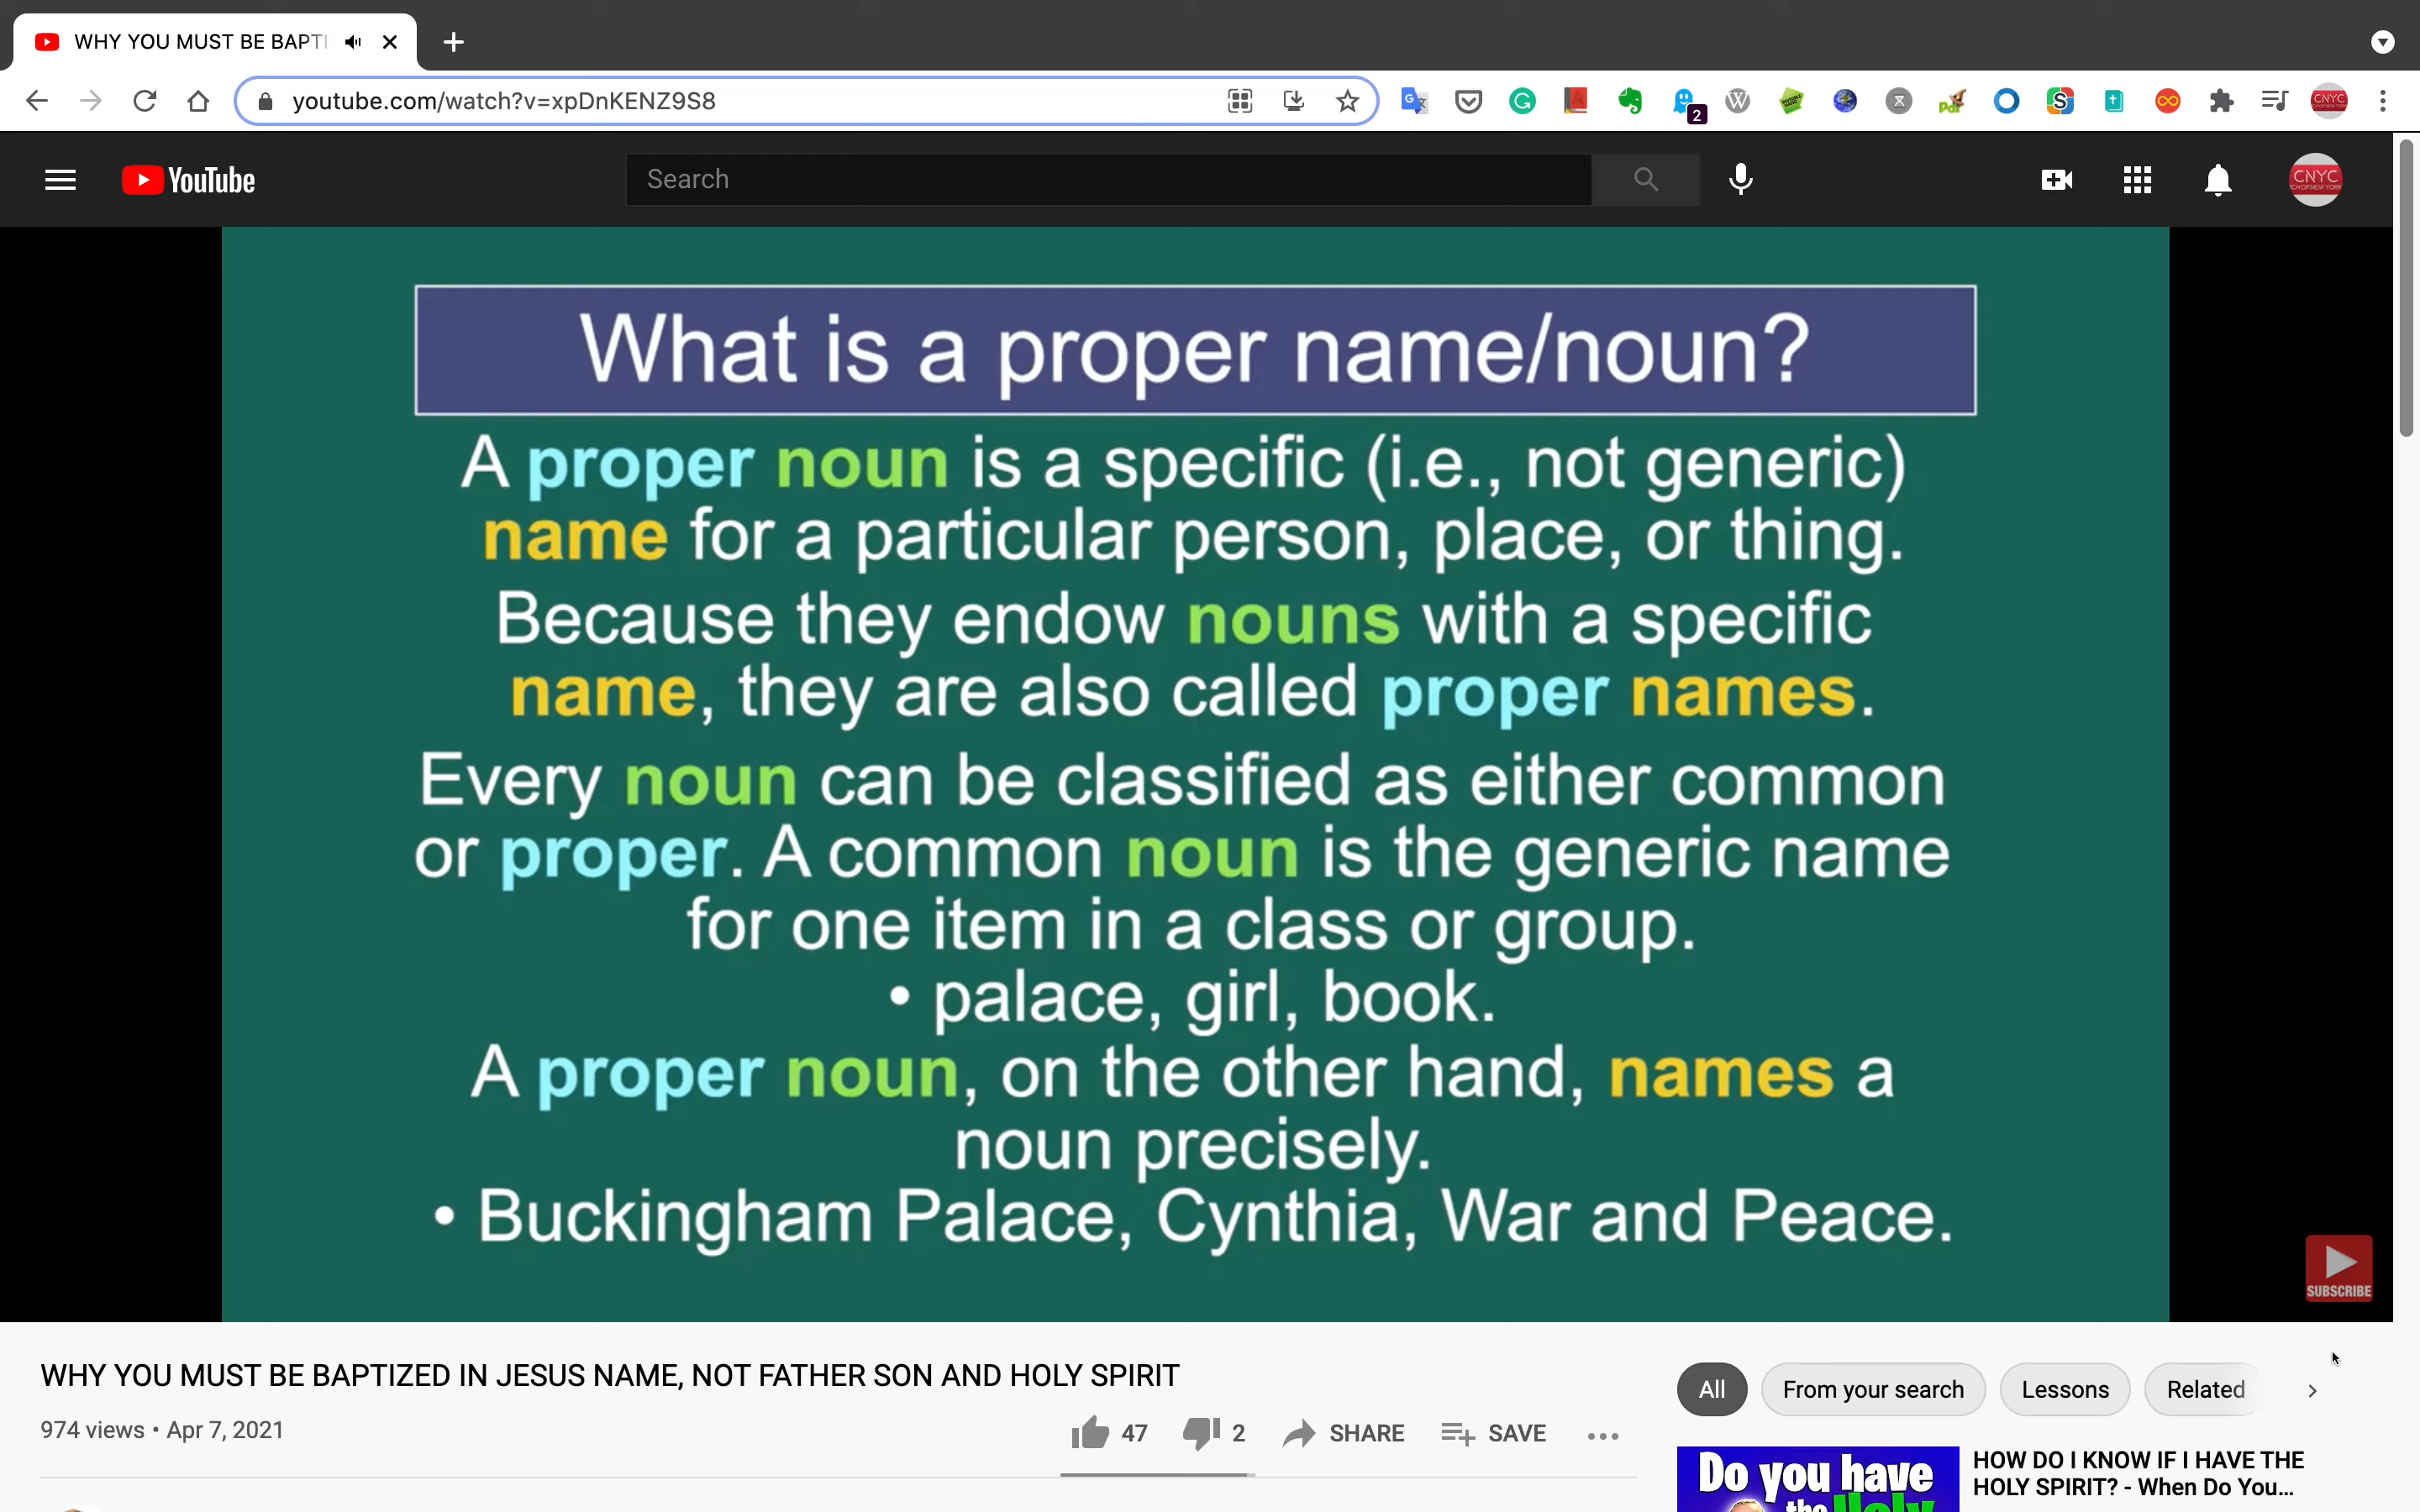 WHY YOU MUST BE BAPTI
youtube.com/watch?v=xpDnKENZ9S8
2
CNYC
YouTube
Search
CNYC
What is a proper name/noun?
A proper noun is a specific (i.e., not generic)
name for a particular person, place, or thing.
Because they endow nouns with a specific
name, they are also called proper names.
Every noun can be classified as either common
or proper. A common noun is the generic name
for one item in a class or group.
• palace, girl, book.
A proper noun, on the other hand, names a
noun precisely.
• Buckingham Palace, Cynthia, War and Peace.
SUBSCRIBE
WHY YOU MUST BE BAPTIZED IN JESUS NAME, NOT FATHER SON AND HOLY SPIRIT
974 views • Apr 7, 2021
47
2
SHARE
SAVE
All
From your search
Lessons
Related
Do you have
the Holy
HOW DO I KNOW IF I HAVE THE
HOLY SPIRIT? - When Do You...